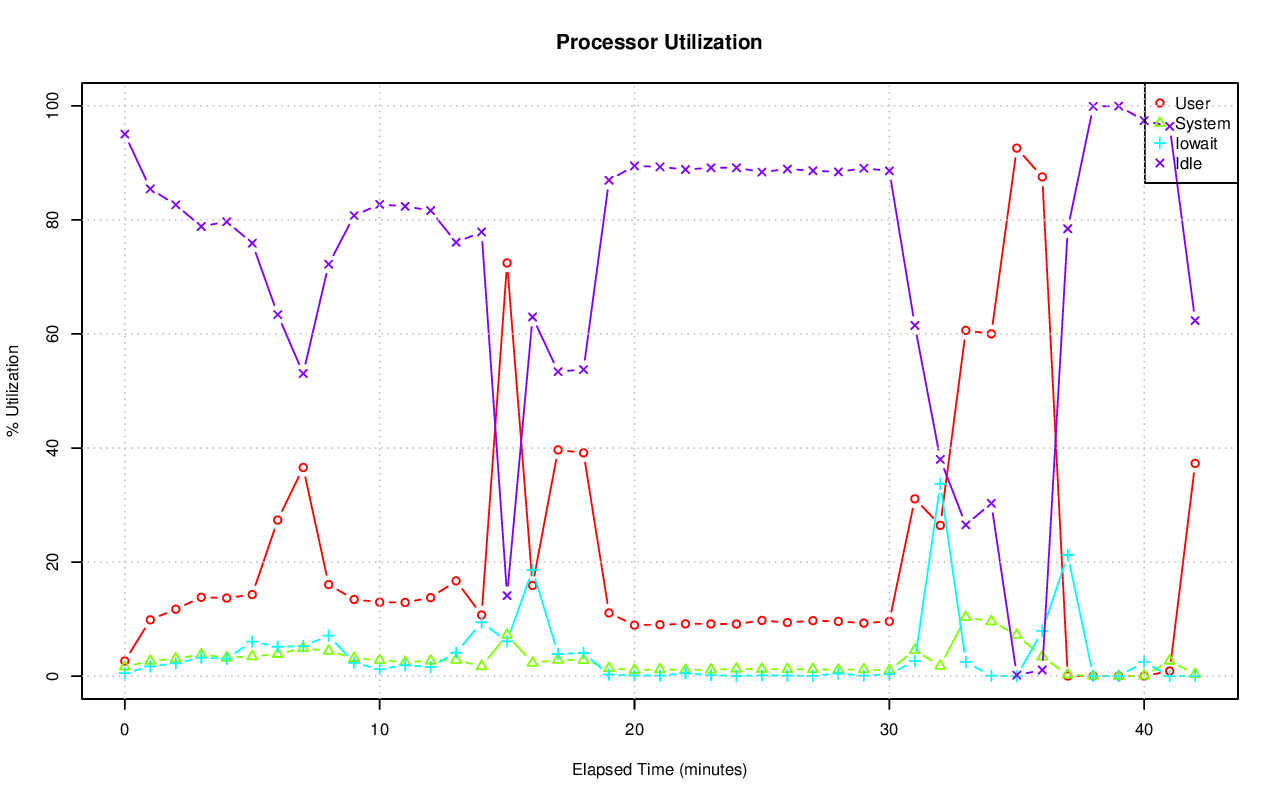 Processor Utilization
% Utilization
100
80
60
40
20
0
User
System
Iowait
Idle
0 10 20 30 40
Elapsed Time (minutes)